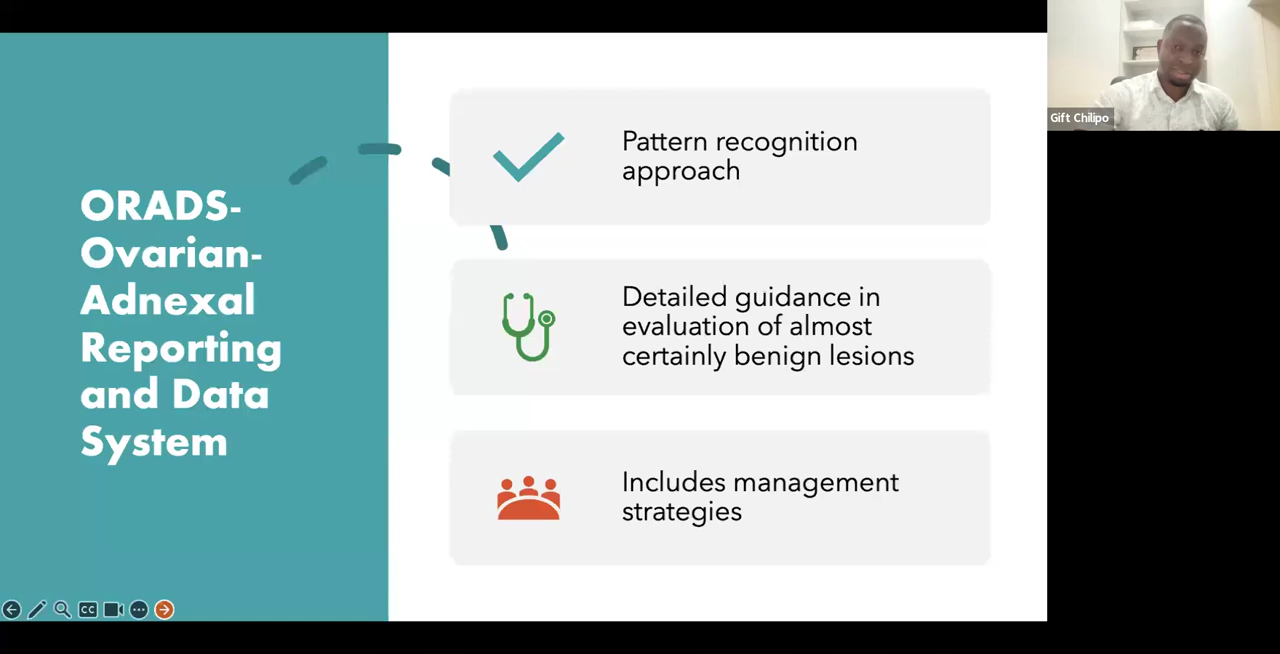 ORADS-
Ovarian-
Adnexal
Reporting
and Data
System
Pattern recognition
approach
Detailed guidance in
evaluation of almost
certainly benign lesions
Includes management
strategies
Gift Chilipo
CC